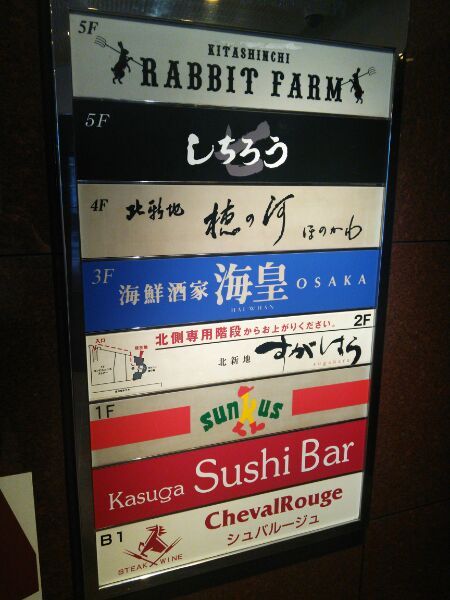 5F
KITASHINCHI
RABBIT FARM
5F
しちろう
4F 北新地 穂の河 ほのかわ
3F 海鮮酒家 海皇 OSAKA
HAI WHAN
北側専用階段からお上がりください。 2F
入口
北新地 すがはら
sugahara
1F
sunkus
Kasuga Sushi Bar
B1
ChevalRouge
シュバルージュ
STEAK WINE